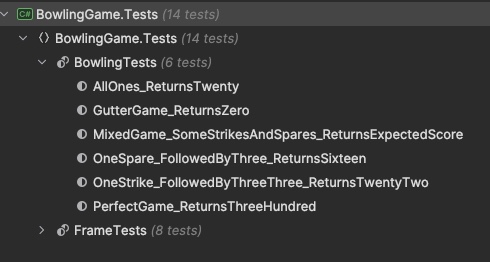 C# BowlingGame.Tests (14 tests)
{} BowlingGame.Tests (14 tests)
BowlingTests (6 tests)
AllOnes_ReturnsTwenty
GutterGame_ReturnsZero
MixedGame_SomeStrikesAndSpares_ReturnsExpectedScore
OneSpare_FollowedByThree_ReturnsSixteen
OneStrike_FollowedByThreeThree_ReturnsTwentyTwo
PerfectGame_ReturnsThreeHundred
FrameTests (8 tests)